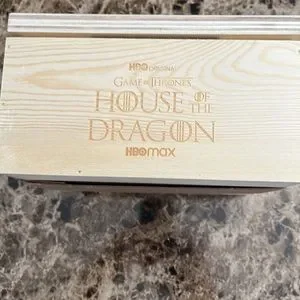 HBO ORIGINAL
GAME OF THRONES
HOUSE OF THE
DRAGON
HBOMAX